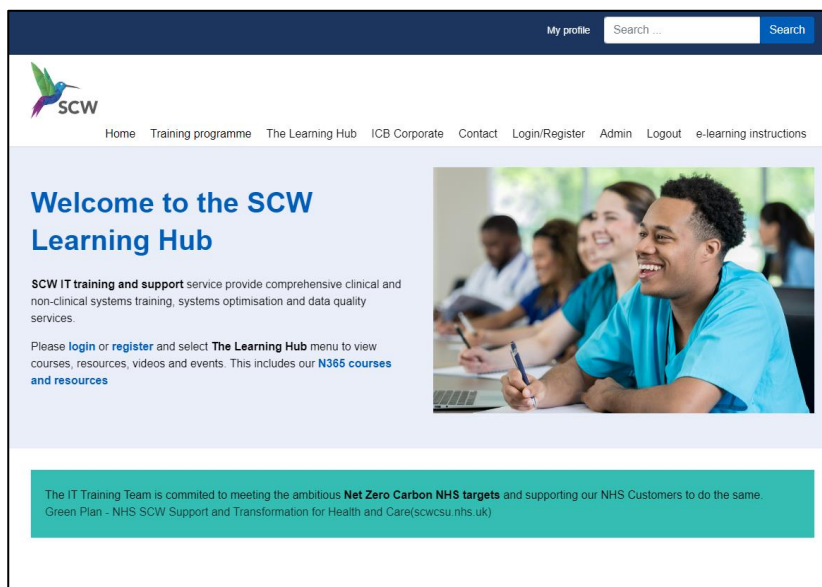 My profile Search ... Search
SCW
Home Training programme The Learning Hub ICB Corporate Contact Login/Register Admin Logout e-learning instructions
Welcome to the SCW
Learning Hub
SCW IT training and support service provide comprehensive clinical and
non-clinical systems training, systems optimisation and data quality
services.
Please login or register and select The Learning Hub menu to view
courses, resources, videos and events. This includes our N365 courses
and resources
The IT Training Team is commited to meeting the ambitious Net Zero Carbon NHS targets and supporting our NHS Customers to do the same.
Green Plan - NHS SCW Support and Transformation for Health and Care(scwcsu.nhs.uk)